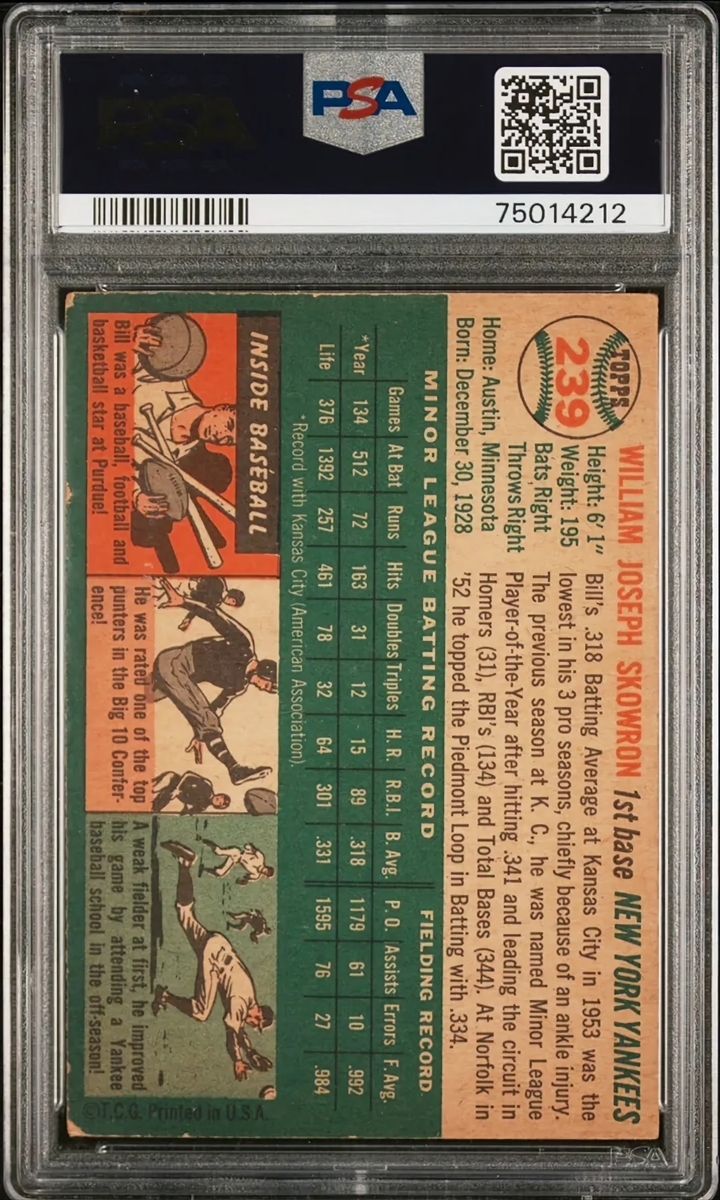 PSA
75014212
TOPPS
239
WILLIAM JOSEPH SKOWRON 1st base NEW YORK YANKEES
Height: 6' 1"
Weight: 195
Bats Right
Throws Right
Home: Austin, Minnesota
Born: December 30, 1928
Bill's .318 Batting Average at Kansas City in 1953 was the
lowest in his 3 pro seasons, chiefly because of an ankle injury.
The previous season at K. C., he was named Minor League
Player-of-the-Year after hitting .341 and leading the circuit in
Homers (31), RBI's (134) and Total Bases (344). At Norfolk in
'52 he topped the Piedmont Loop in Batting with .334.
MINOR LEAGUE BATTING RECORD FIELDING RECORD
Games At Bat Runs Hits Doubles Triples H. R. R.B.I. B. Avg. P. O. Assists Errors F. Avg.
*Year 134 512 72 163 31 12 15 89 .318 1179 61 10 .992
Life 376 1392 257 461 78 32 64 301 .331 1595 76 27 .984
*Record with Kansas City (American Association).
INSIDE BASEBALL
Bill was a baseball, football and
basketball star at Purdue!
He was rated one of the top
punters in the Big 10 Confer-
ence!
A weak fielder at first, he improved
his game by attending a Yankee
baseball school in the off-season!
©T.C.G. Printed in U.S.A.
PSA